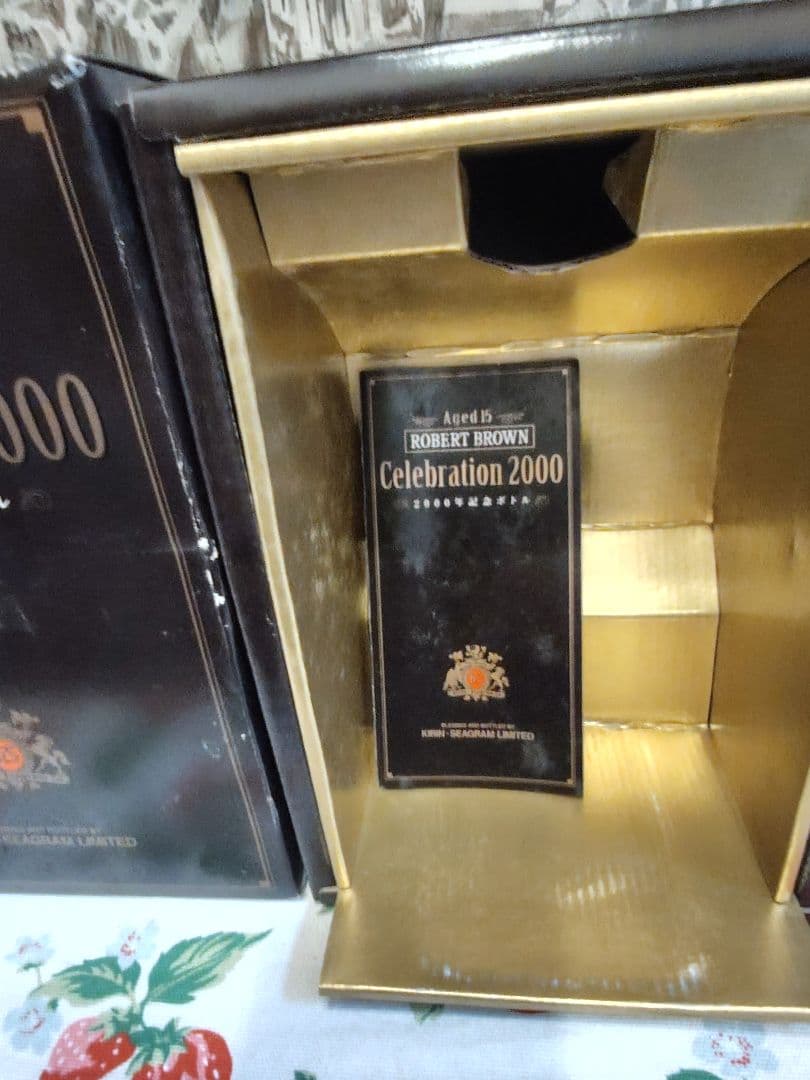 000
ル
SEAGRAM LIMITED
Aged 15
ROBERT BROWN
Celebration 2000
2000年記念ボトル
BLENDED AND BOTTLED BY
KIRIN-SEAGRAM LIMITED